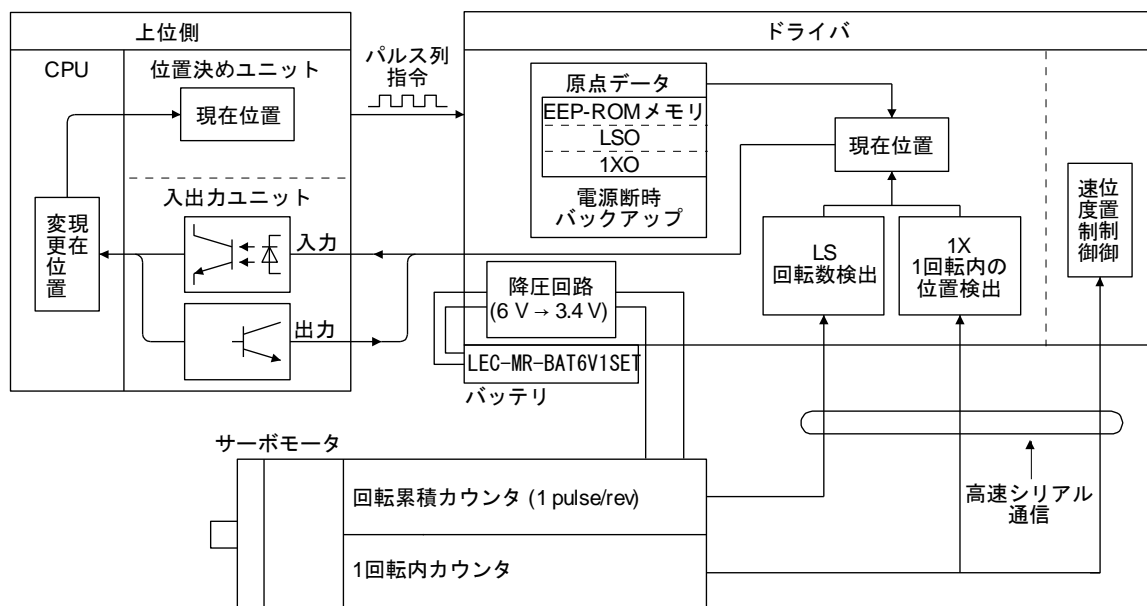 上位側
CPU
位置決めユニット
現在位置
パルス列
指令
入出力ユニット
現在
位置
変更
入力
出力
ドライバ
原点データ
EEP-ROMメモリ
LSO
1XO
電源断時
バックアップ
現在位置
LS
回転数検出
1X
1回転内の
位置検出
位置制御
速度制御
降圧回路
(6 V → 3.4 V)
LEC-MR-BAT6V1SET
バッテリ
サーボモータ
回転累積カウンタ (1 pulse/rev)
1回転内カウンタ
高速シリアル
通信